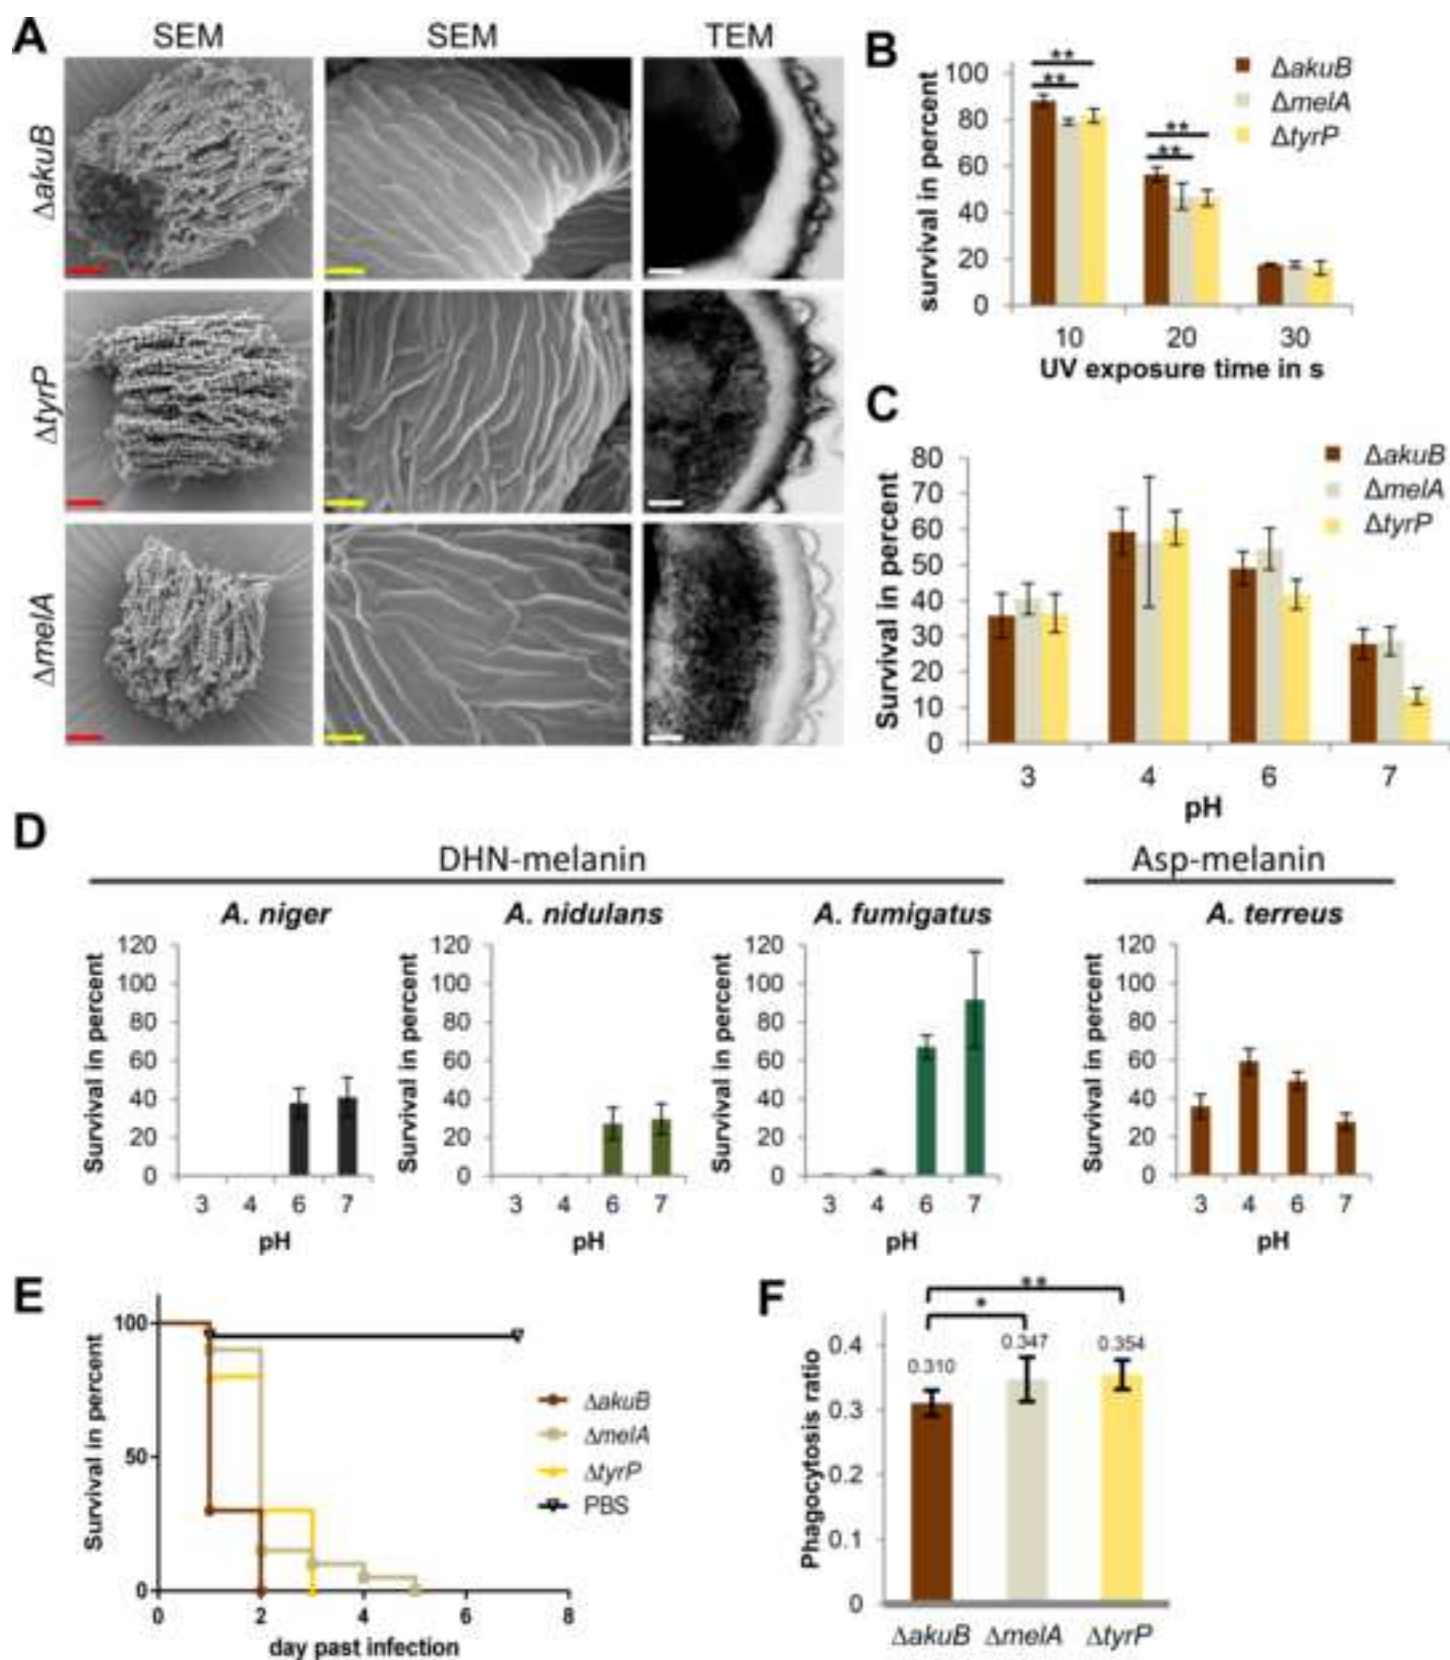 A
SEM
SEM
TEM
ΔakuB
ΔtyrP
ΔmelA
B
survival in percent
100
80
60
40
20
0
**
**
**
**
ΔakuB
ΔmelA
ΔtyrP
10
20
30
UV exposure time in s
C
Survival in percent
80
70
60
50
40
30
20
10
0
ΔakuB
ΔmelA
ΔtyrP
3
4
6
7
pH
D
DHN-melanin
Asp-melanin
A. niger
A. nidulans
A. fumigatus
A. terreus
Survival in percent
120
100
80
60
40
20
0
3 4 6 7
pH
Survival in percent
120
100
80
60
40
20
0
3 4 6 7
pH
Survival in percent
120
100
80
60
40
20
0
3 4 6 7
pH
Survival in percent
120
100
80
60
40
20
0
3 4 6 7
pH
E
Survival in percent
100
50
0
0 2 4 6 8
day past infection
ΔakuB
ΔmelA
ΔtyrP
PBS
F
Phagocytosis ratio
0.4
0.3
0.2
0.1
0
**
*
0.310
0.347
0.354
ΔakuB ΔmelA ΔtyrP